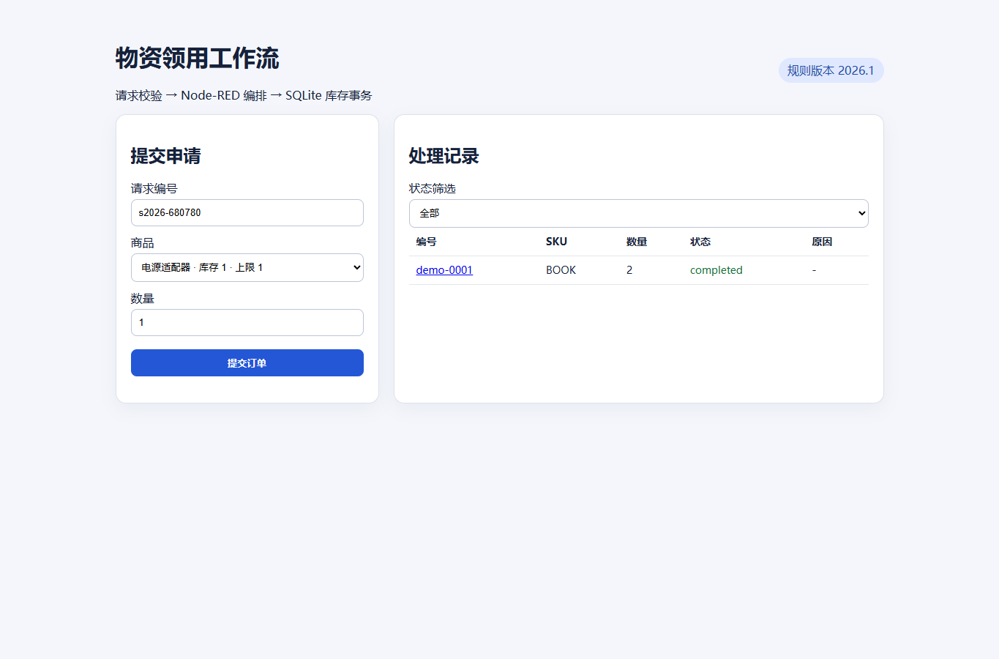 物资领用工作流
规则版本 2026.1
请求校验 → Node-RED 编排 → SQLite 库存事务
提交申请
请求编号
s2026-680780
商品
电源适配器 · 库存 1 · 上限 1
数量
1
提交订单
处理记录
状态筛选
全部
编号 SKU 数量 状态 原因
demo-0001 BOOK 2 completed -